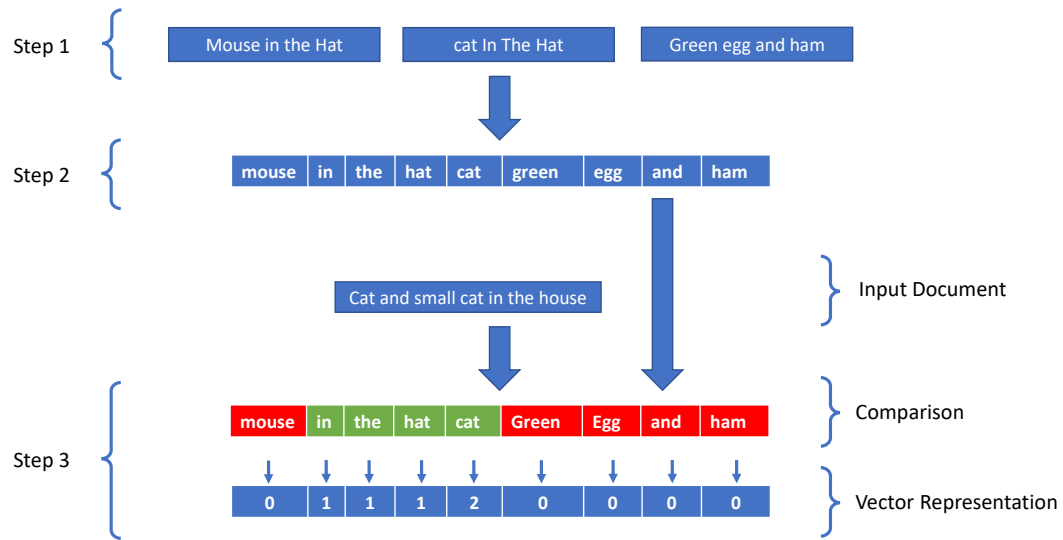 Step 1
Mouse in the Hat
cat In The Hat
Green egg and ham
Step 2
mouse in the hat cat green egg and ham
Cat and small cat in the house
Input Document
Step 3
mouse in the hat cat Green Egg and ham
Comparison
0 1 1 1 2 0 0 0 0
Vector Representation